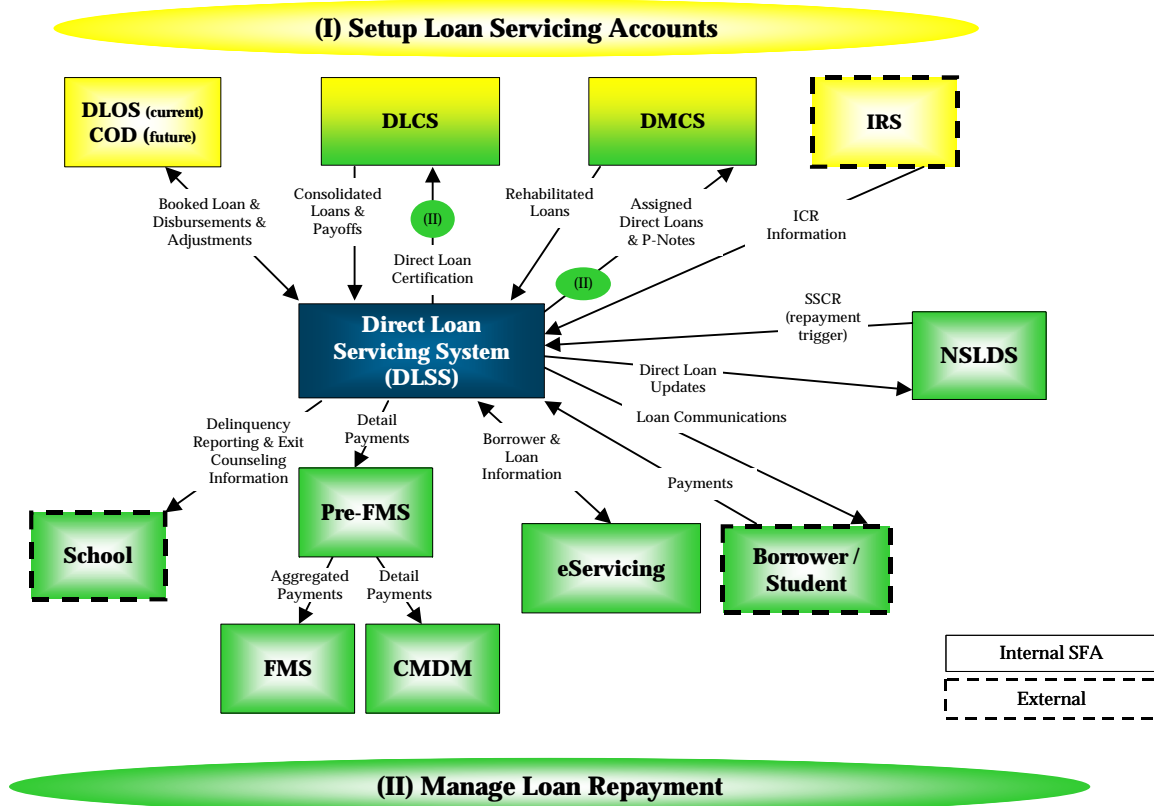 (I) Setup Loan Servicing Accounts
DLOS (current)
COD (future)
DLCS
DMCS
IRS
Booked Loan &
Disbursements &
Adjustments
Consolidated
Loans &
Payoffs
(II)
Direct Loan
Certification
Rehabilitated
Loans
Assigned
Direct Loans
& P-Notes
(II)
ICR
Information
SSCR
(repayment
trigger)
Direct Loan
Servicing System
(DLSS)
NSLDS
Direct Loan
Updates
Loan Communications
Delinquency
Reporting & Exit
Counseling
Information
Detail
Payments
Borrower &
Loan
Information
Payments
School
Pre-FMS
eServicing
Borrower /
Student
Aggregated
Payments
Detail
Payments
FMS
CMDM
Internal SFA
External
(II) Manage Loan Repayment